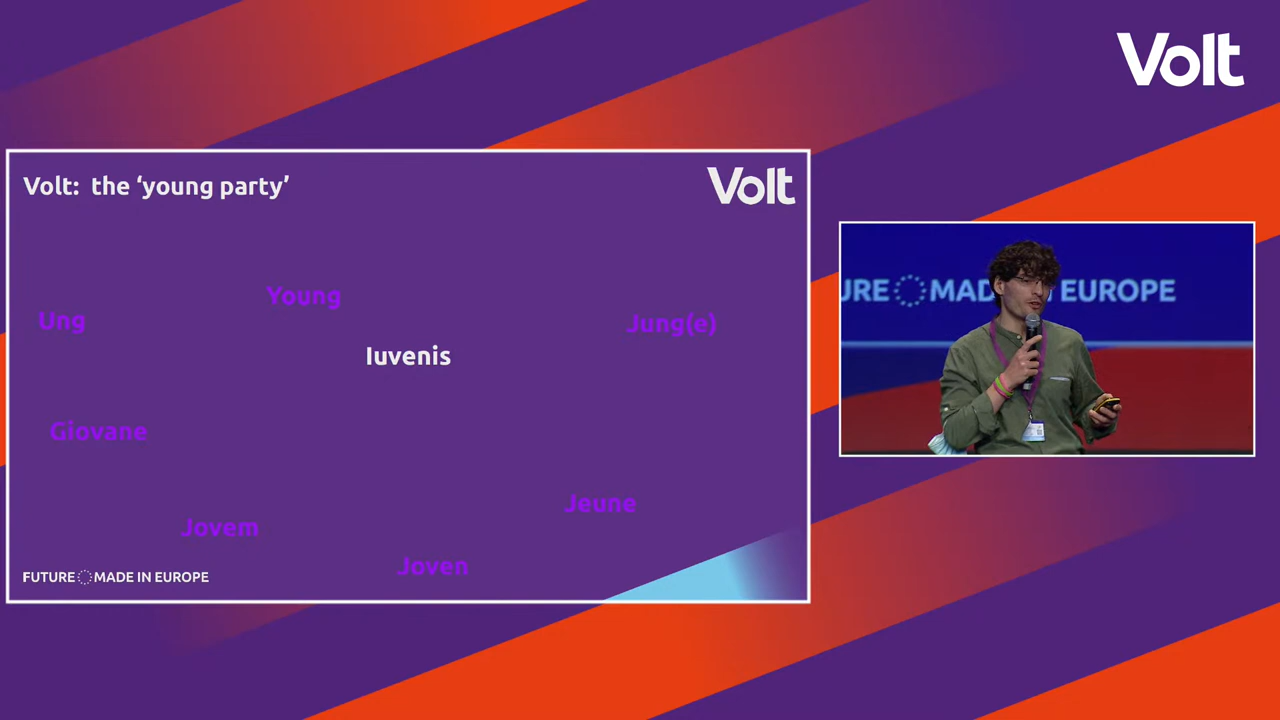 Volt
Volt: the ‘young party’
Volt
Young
Ung
Jung(e)
Iuvenis
Giovane
Jeune
Jovem
Joven
FUTURE MADE IN EUROPE
URE MADE IN EUROPE